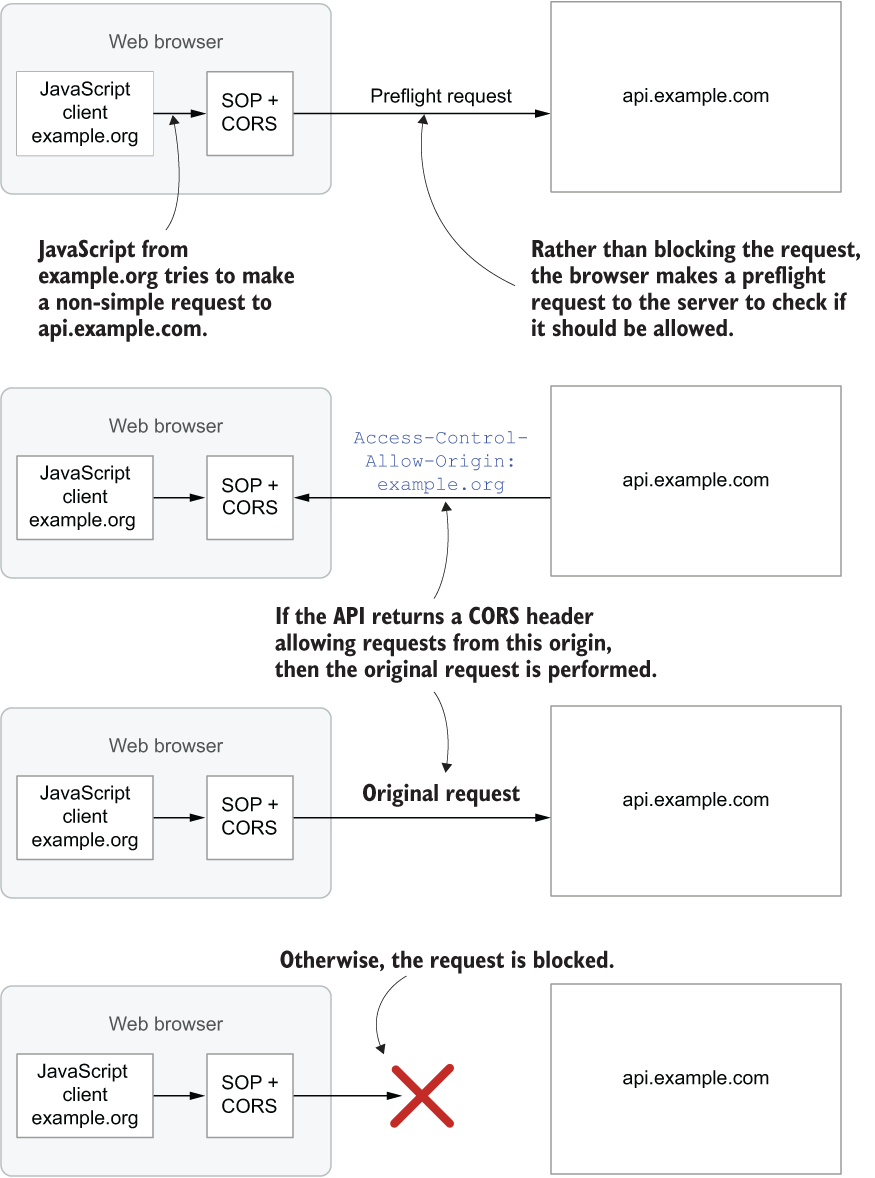 Web browser
JavaScript
client
example.org
SOP +
CORS
Preflight request
api.example.com
JavaScript from
example.org tries to make
a non-simple request to
api.example.com.
Rather than blocking the request,
the browser makes a preflight
request to the server to check if
it should be allowed.
Web browser
JavaScript
client
example.org
SOP +
CORS
Access-Control-
Allow-Origin:
example.org
api.example.com
If the API returns a CORS header
allowing requests from this origin,
then the original request is performed.
Web browser
JavaScript
client
example.org
SOP +
CORS
Original request
api.example.com
Otherwise, the request is blocked.
Web browser
JavaScript
client
example.org
SOP +
CORS
api.example.com